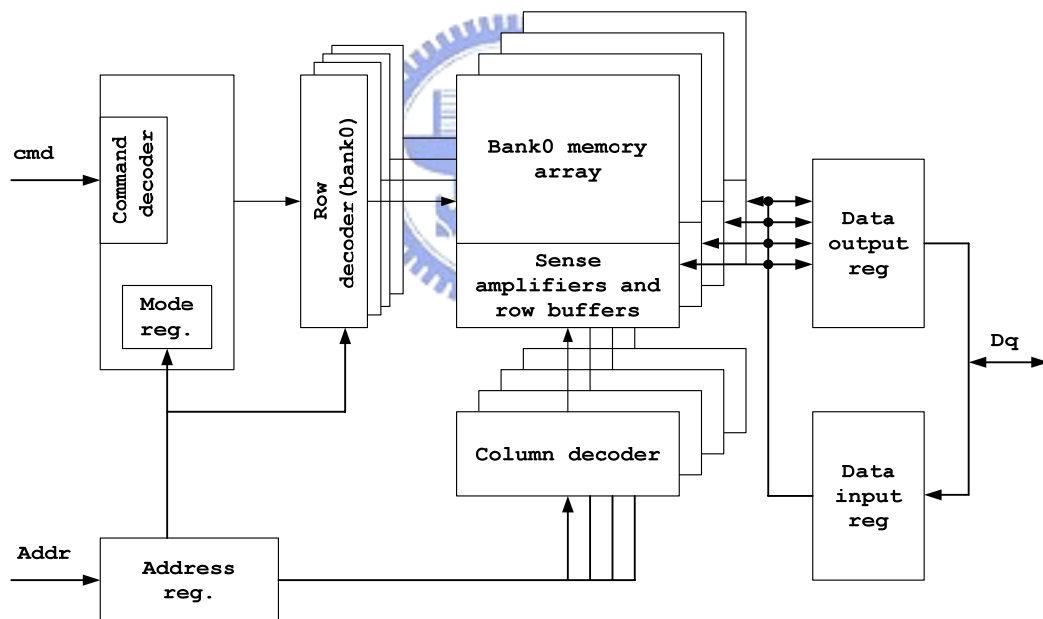 cmd
Command
decoder
Mode
reg.
Row
decoder(bank0)
Bank0 memory
array
Sense
amplifiers and
row buffers
Column decoder
Data
output
reg
Dq
Data
input
reg
Addr
Address
reg.